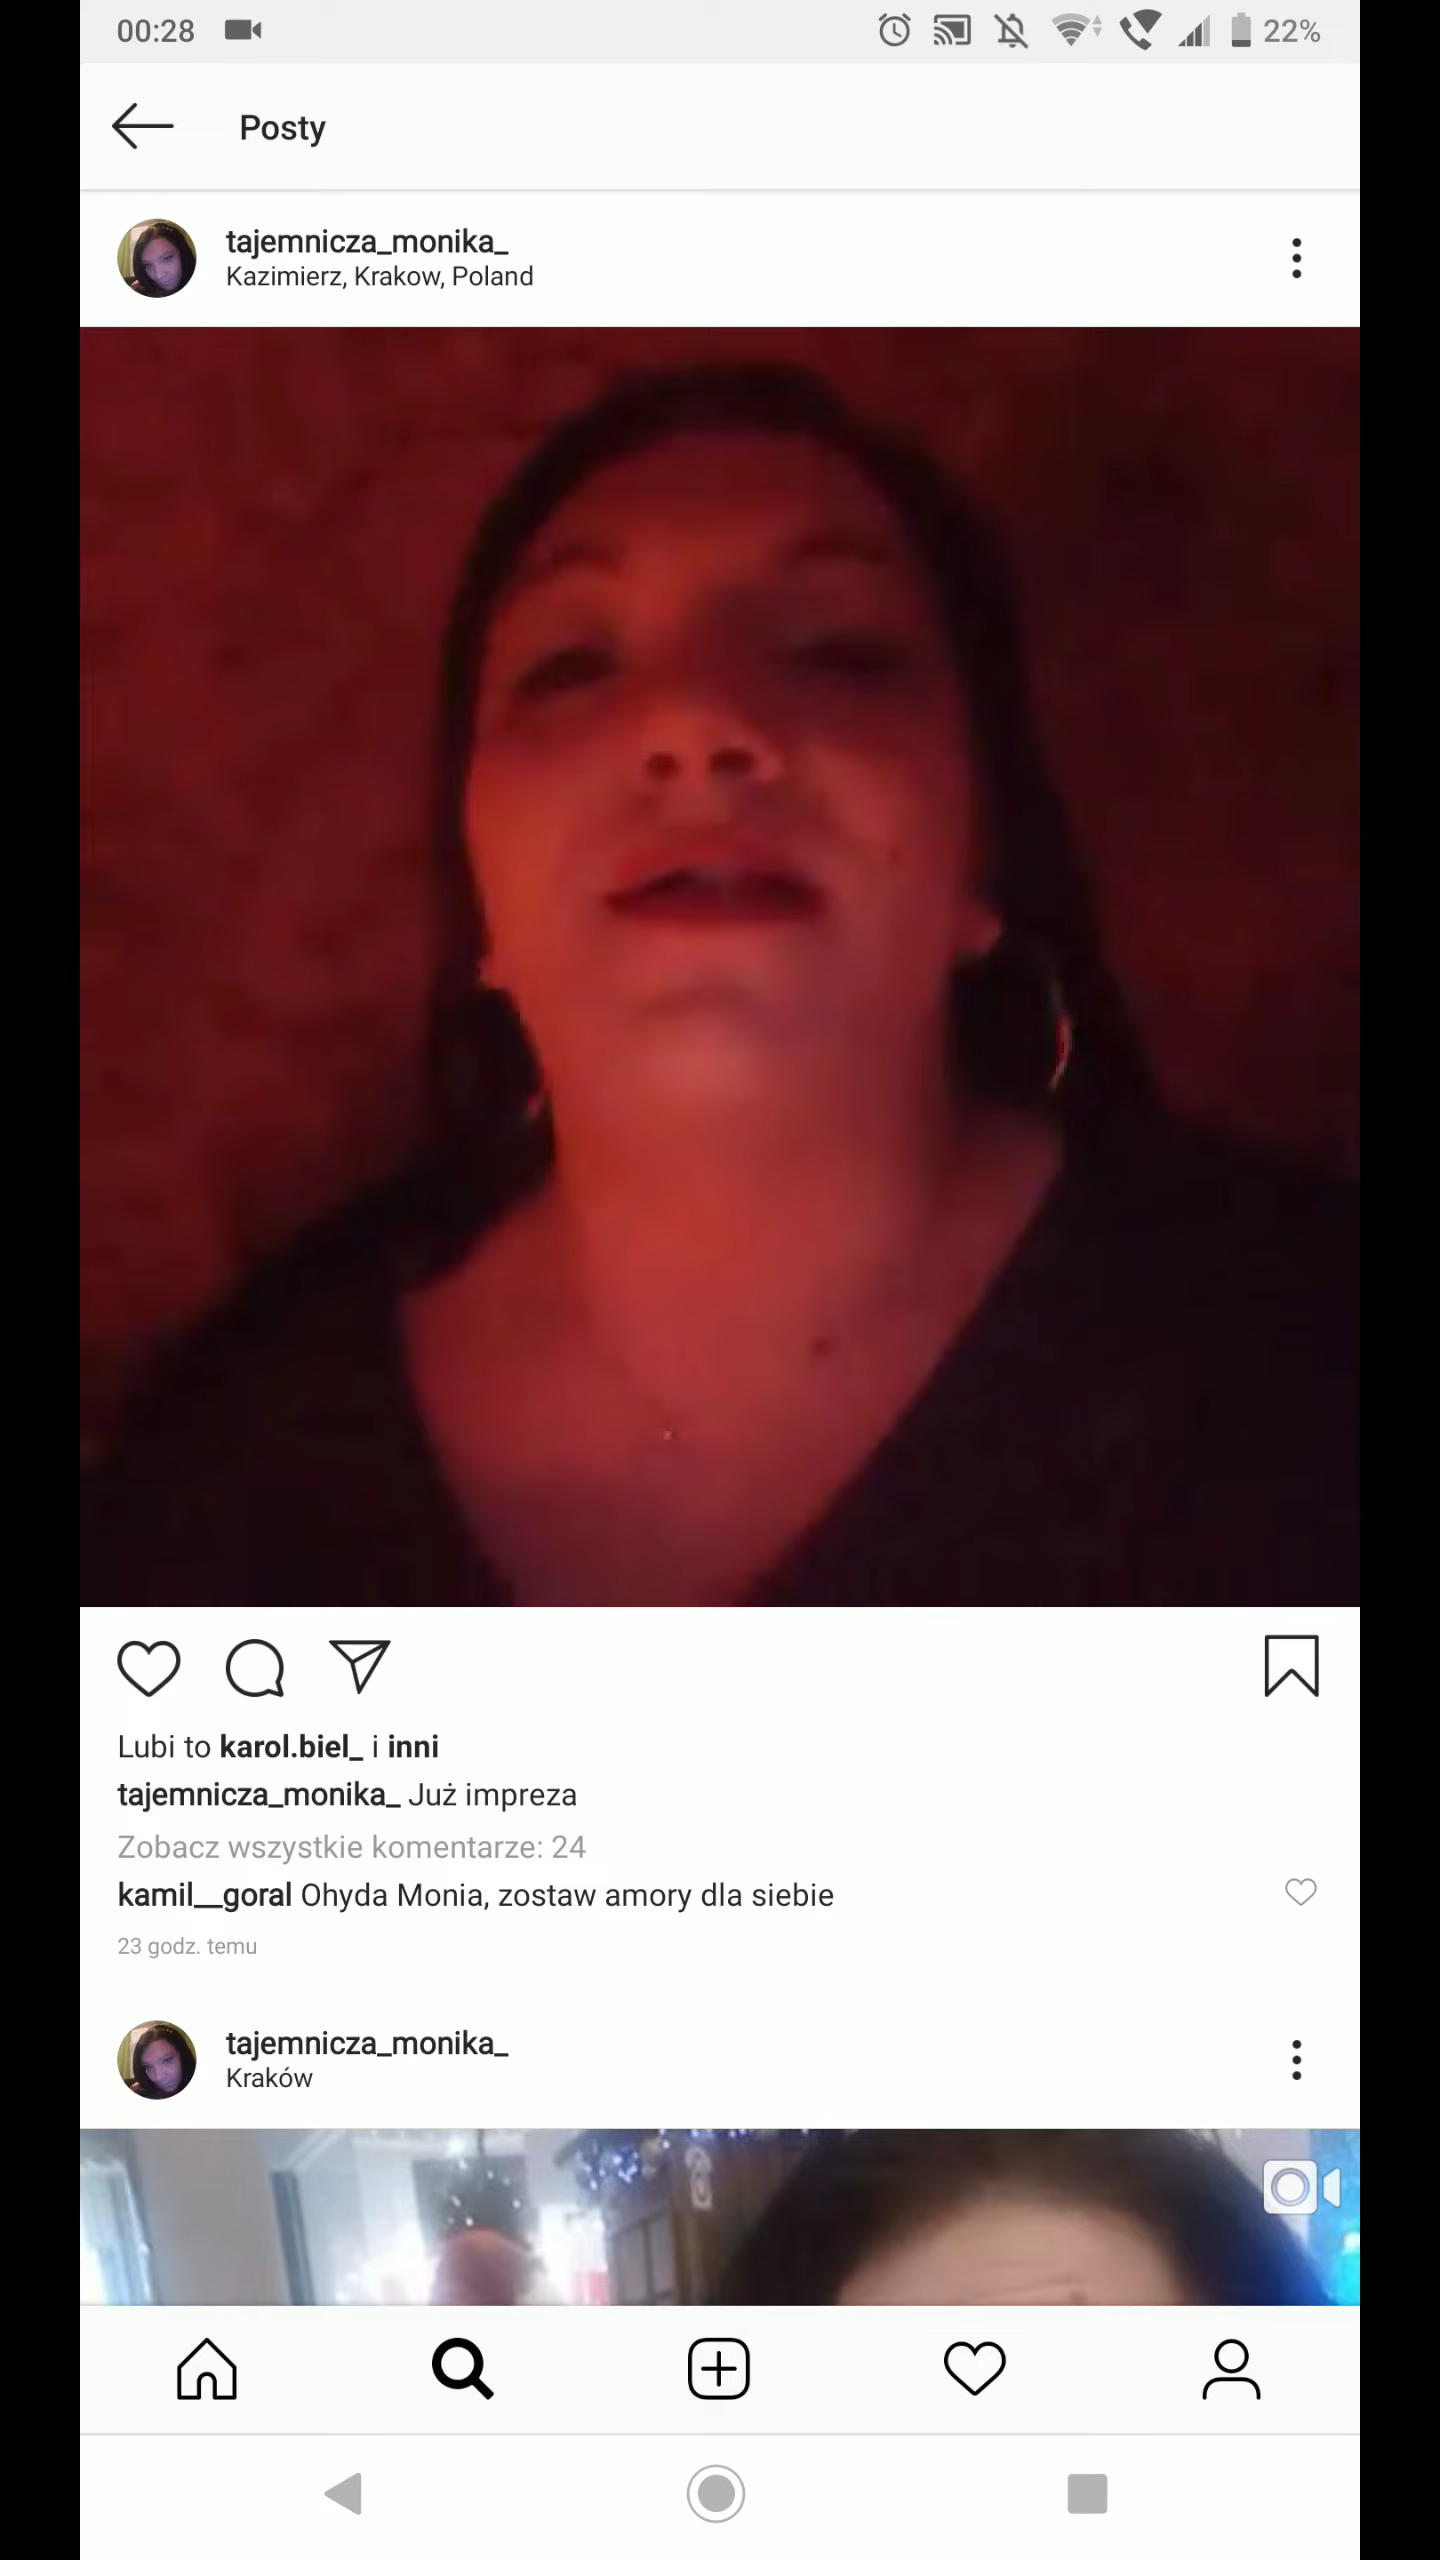 00:28
22%
Posty
tajemnicza_monika_
Kazimierz, Krakow, Poland
Lubi to karol.biel_ i inni
tajemnicza_monika_ Już impreza
Zobacz wszystkie komentarze: 24
kamil__goral Ohyda Monia, zostaw amory dla siebie
23 godz. temu
tajemnicza_monika_
Kraków